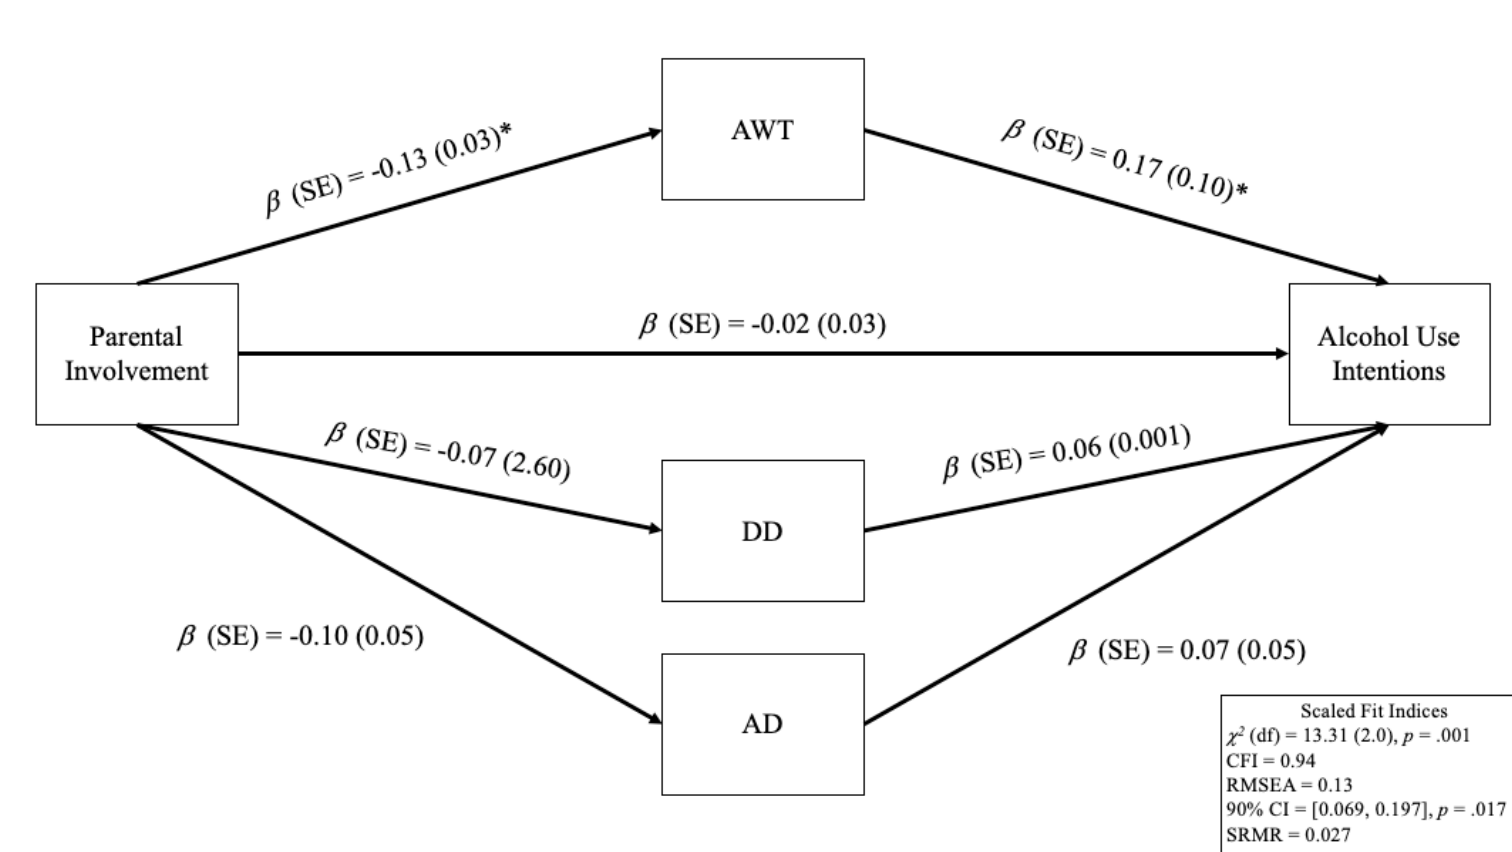 AWT
β (SE) = -0.13 (0.03)*
β (SE) = 0.17 (0.10)*
Parental
Involvement
β (SE) = -0.02 (0.03)
Alcohol Use
Intentions
β (SE) = -0.07 (2.60)
β (SE) = 0.06 (0.001)
DD
β (SE) = -0.10 (0.05)
β (SE) = 0.07 (0.05)
AD
Scaled Fit Indices
χ² (df) = 13.31 (2.0), p = .001
CFI = 0.94
RMSEA = 0.13
90% CI = [0.069, 0.197], p = .017
SRMR = 0.027